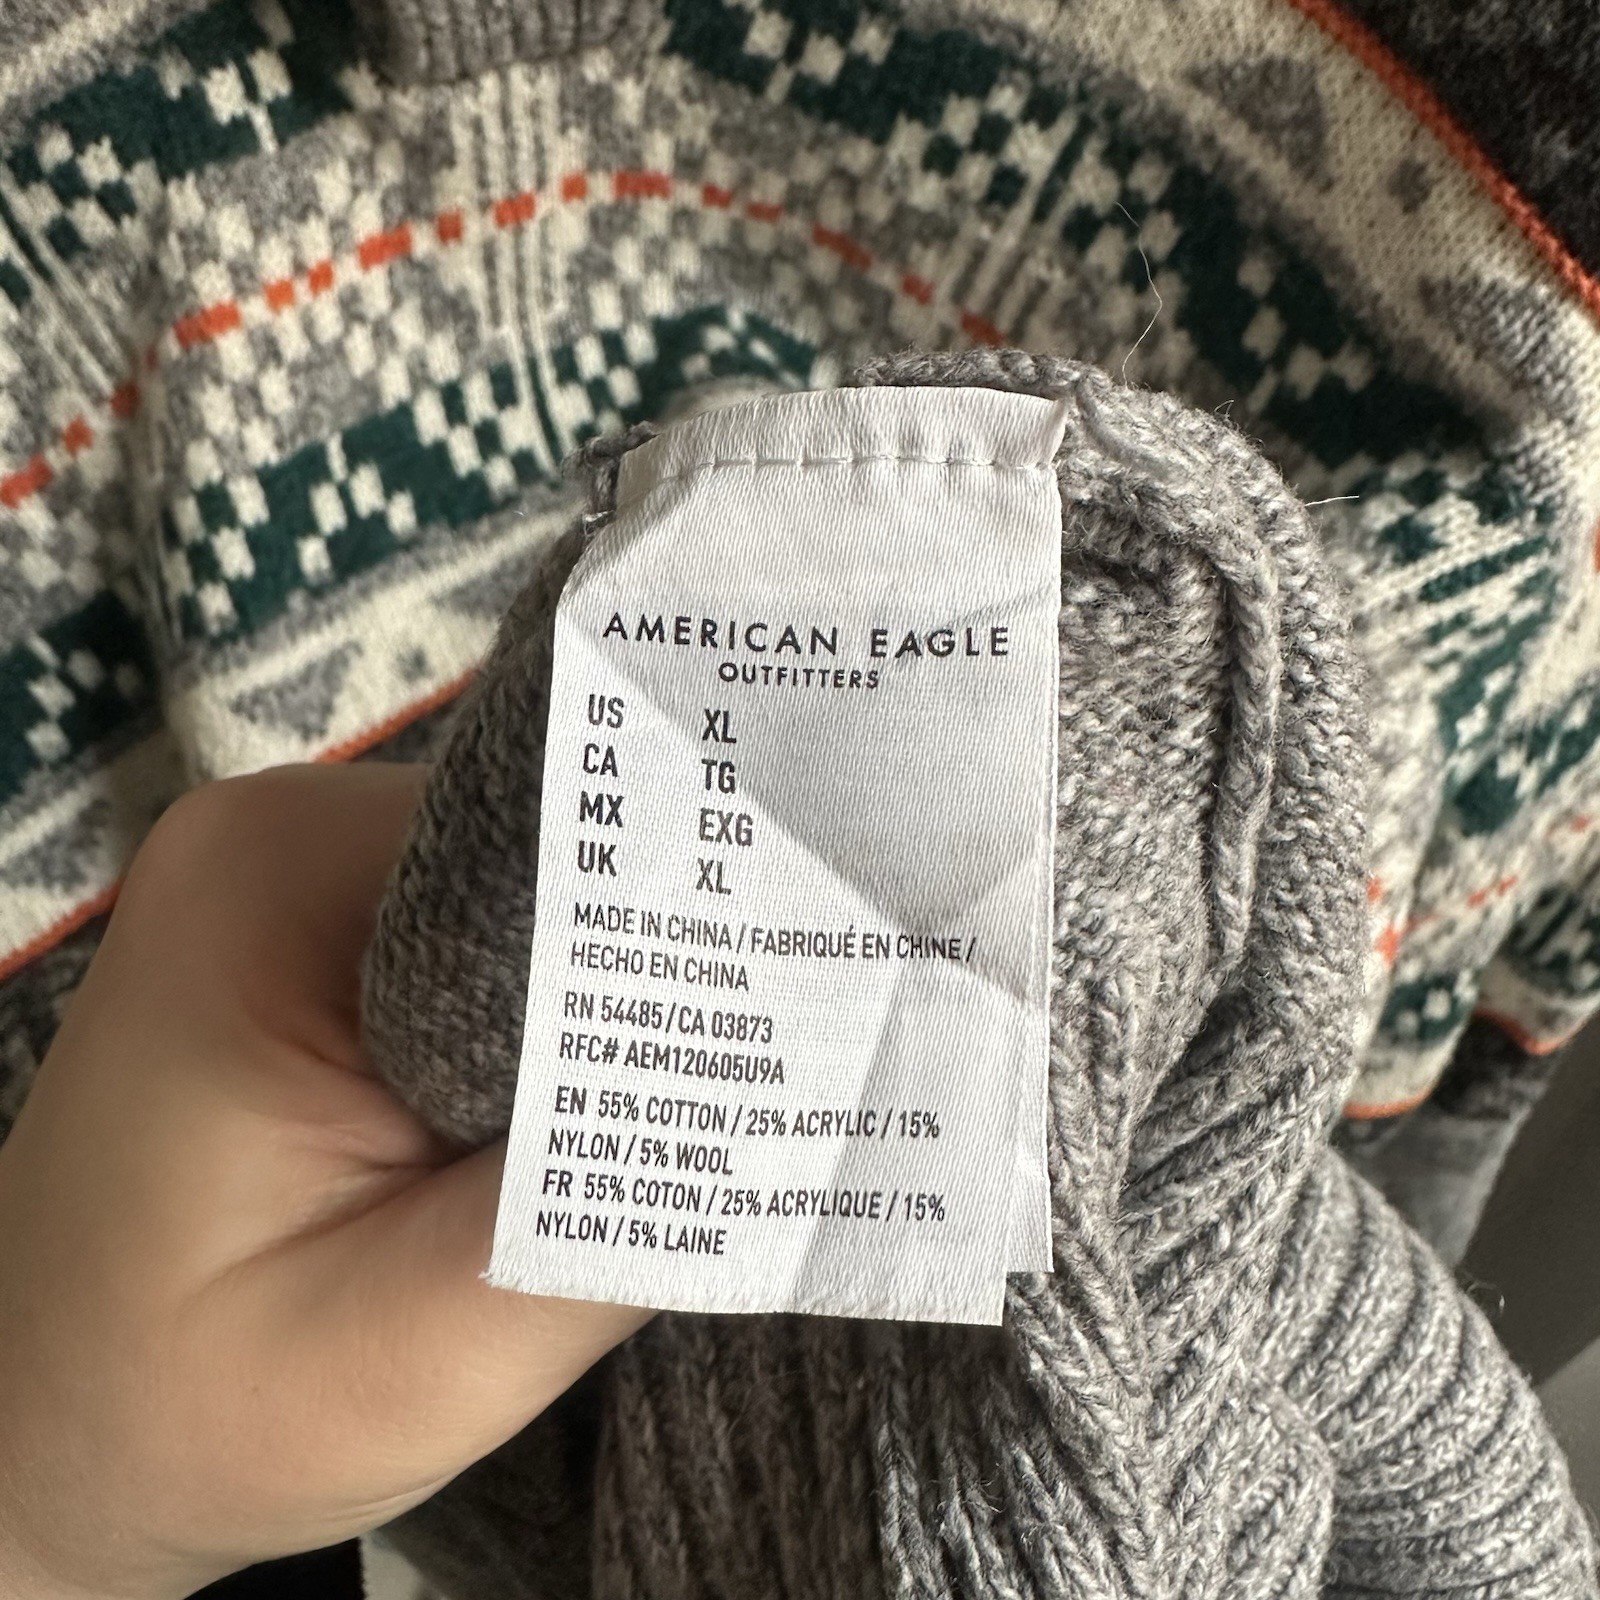 AMERICAN EAGLE
OUTFITTERS
US XL
CA TG
MX EXG
UK XL
MADE IN CHINA / FABRIQUÉ EN CHINE /
HECHO EN CHINA
RN 54485 / CA 03873
RFC# AEM120605U9A
EN 55% COTTON / 25% ACRYLIC / 15%
NYLON / 5% WOOL
FR 55% COTON / 25% ACRYLIQUE / 15%
NYLON / 5% LAINE